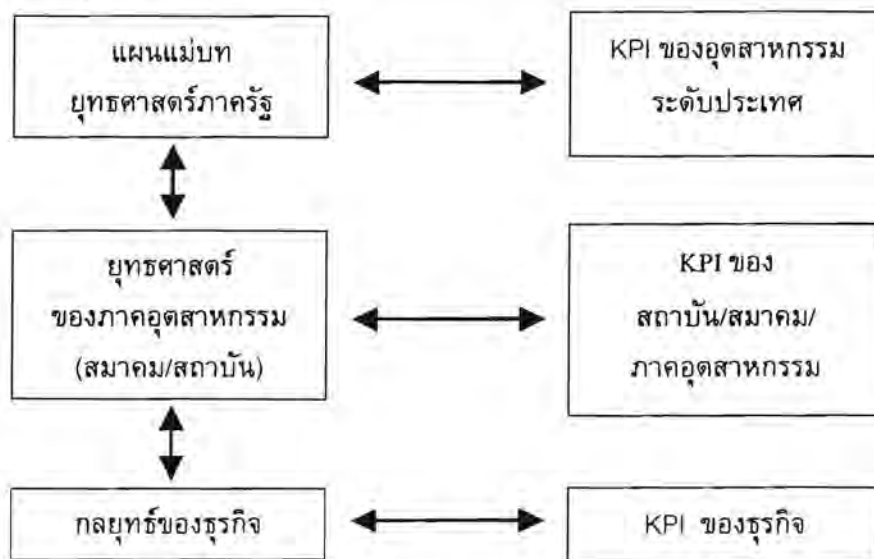 แผนแม่บท
ยุทธศาสตร์ภาครัฐ
KPI ของอุตสาหกรรม
ระดับประเทศ
ยุทธศาสตร์
ของภาคอุตสาหกรรม
(สมาคม/สถาบัน)
KPI ของ
สถาบัน/สมาคม/
ภาคอุตสาหกรรม
กลยุทธ์ของธุรกิจ
KPI ของธุรกิจ